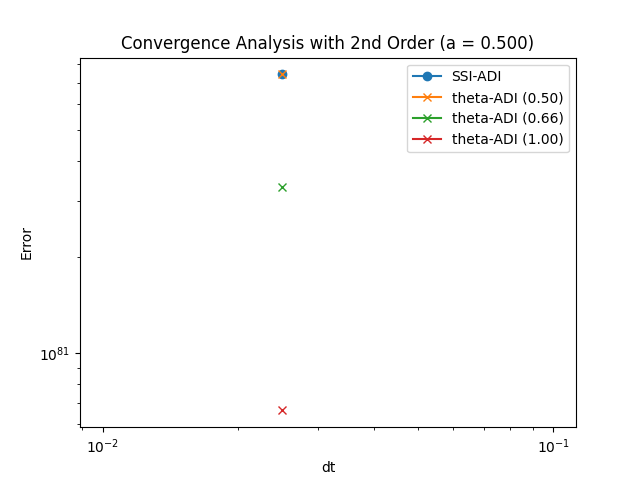 Convergence Analysis with 2nd Order (a = 0.500)
SSI-ADI
theta-ADI (0.50)
theta-ADI (0.66)
theta-ADI (1.00)
Error
10^81
10^-2
10^-1
dt